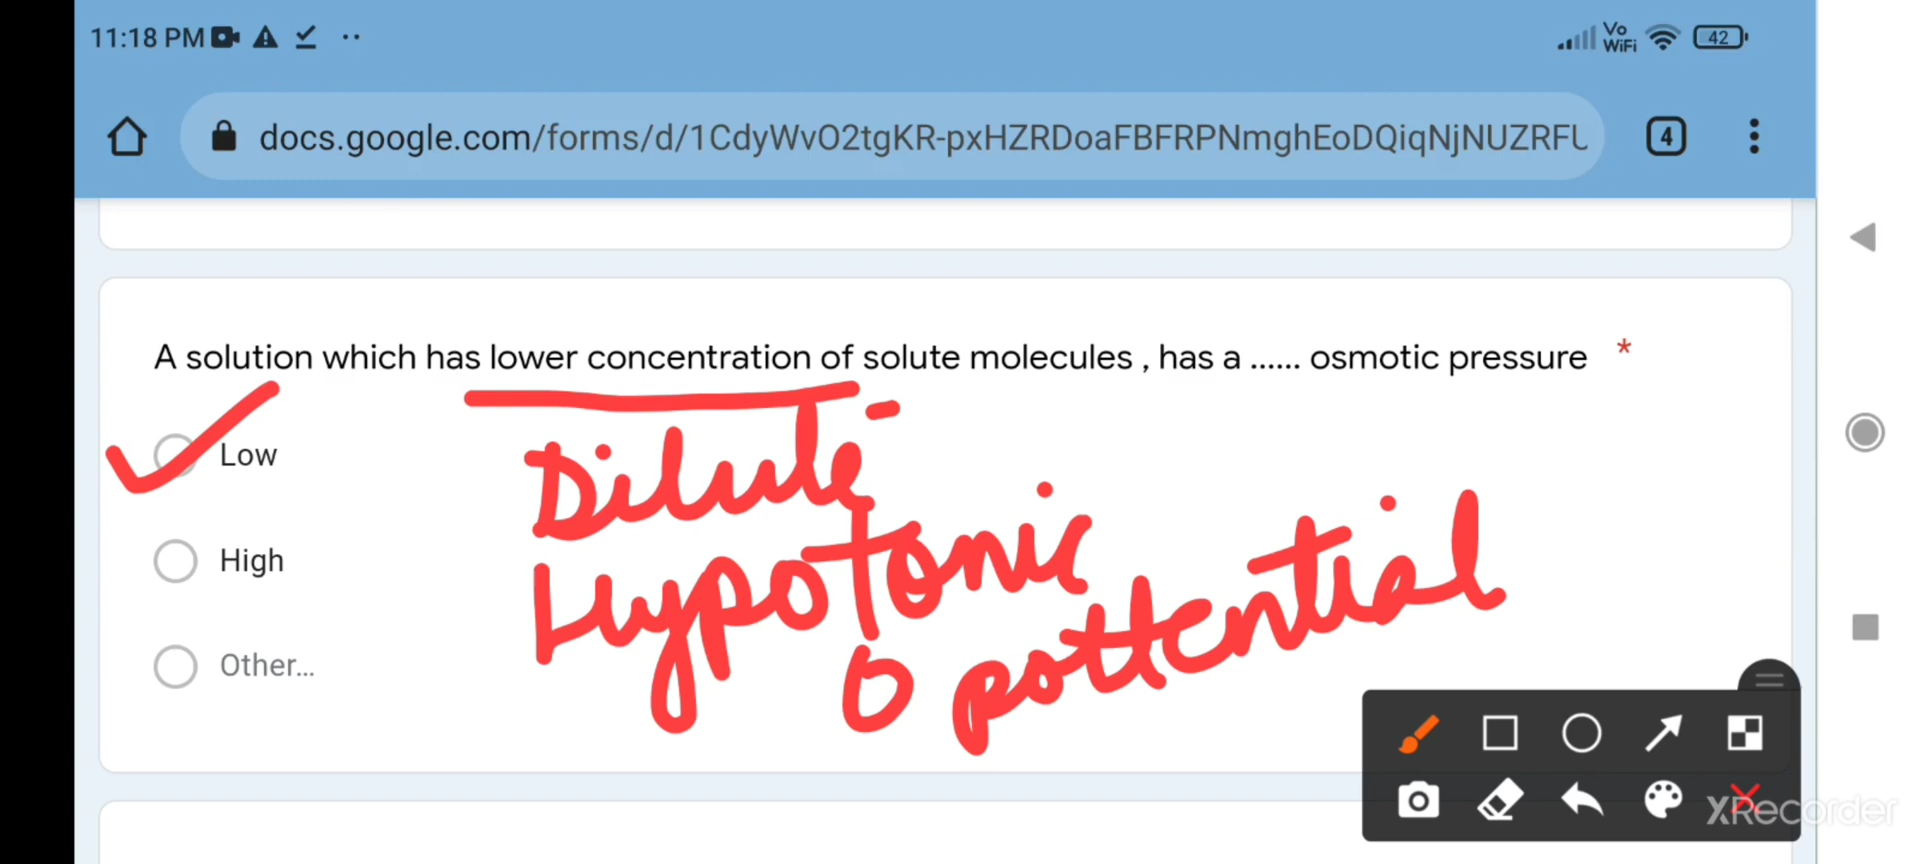 11:18 PM
Vo WiFi 42
docs.google.com/forms/d/1CdyWvO2tgKR-pxHZRDoaFBFRPNmghEoDQiqNjNUZRFU
4
A solution which has lower concentration of solute molecules , has a ...... osmotic pressure *
Low
High
Other...
Dilute
Hypotonic
O pottential
XRecorder